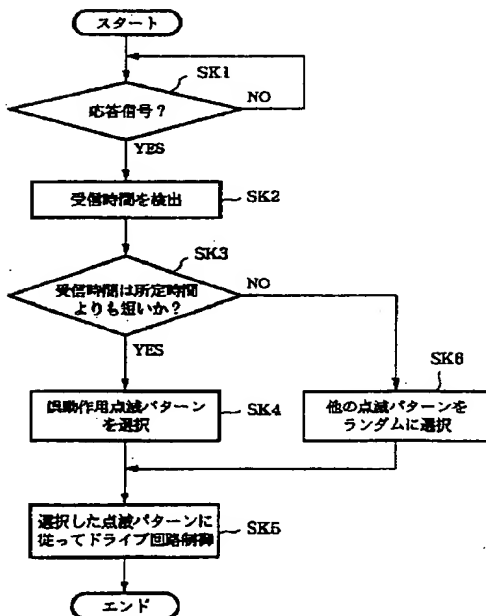 スタート
SK1
応答信号?
NO
YES
受信時間を検出
SK2
SK3
受信時間は所定時間
よりも短いか?
NO
YES
誤動作用点滅パターン
を選択
SK4
SK6
他の点滅パターンを
ランダムに選択
選択した点滅パターンに
従ってドライブ回路制御
SK5
エンド